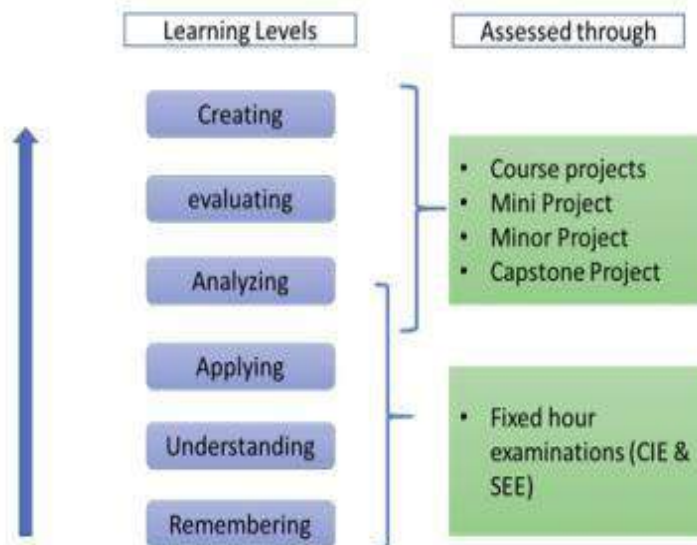 Learning Levels
Assessed through
Creating
evaluating
Analyzing
Applying
Understanding
Remembering
• Course projects
• Mini Project
• Minor Project
• Capstone Project
• Fixed hour
examinations (CIE &
SEE)